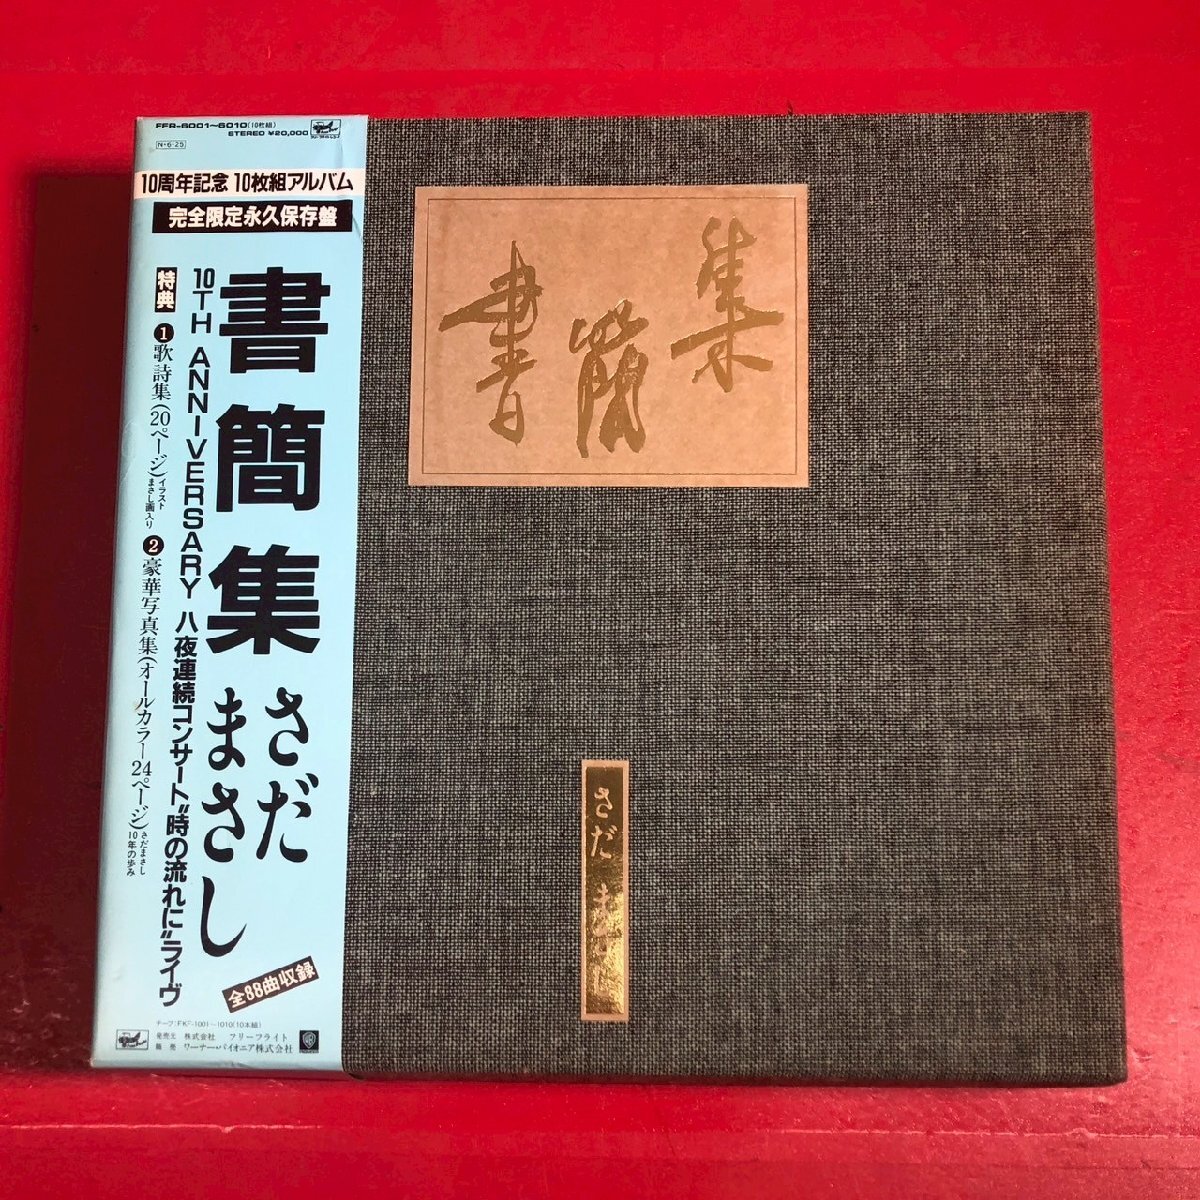 FFR-6001〜6010(10枚組)
STEREO ¥20,000
N・6・25
10周年記念 10枚組アルバム
完全限定永久保存盤
書簡集 さだまさし
10TH ANNIVERSARY 八夜連続コンサート"時の流れに"ライヴ
特典
❶歌詩集(20ページ)イラストまさし画入り
❷豪華写真集(オールカラー24ページ)さだまさし10年の歩み
全88曲収録
テープ:FKF-1001〜1010(10本組)
発売元 株式会社 フリーフライト
販売 ワーナー・パイオニア株式会社
書簡集
さだまさし